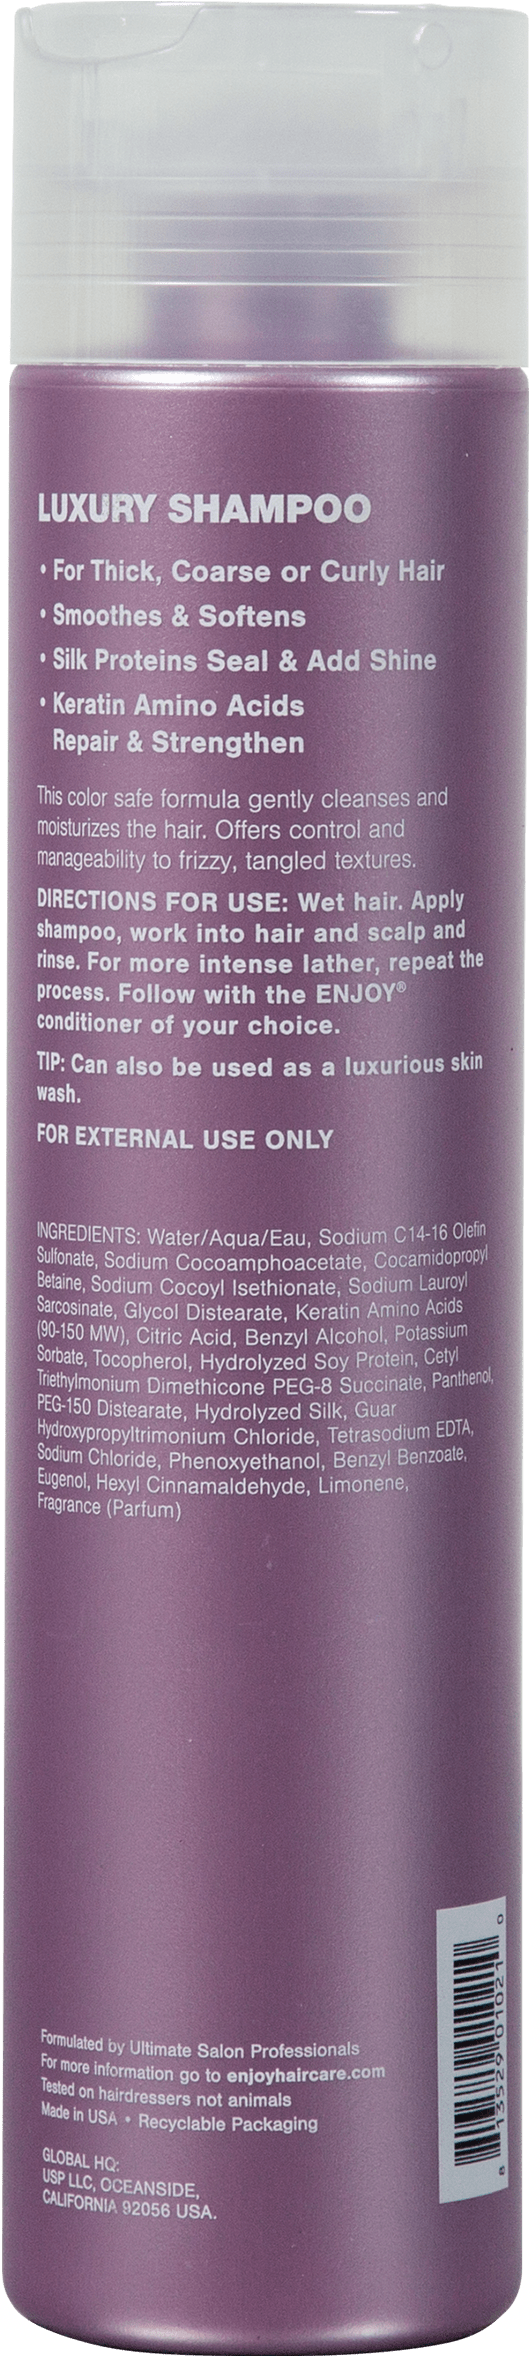 LUXURY SHAMPOO
• For Thick, Coarse or Curly Hair
• Smoothes & Softens
• Silk Proteins Seal & Add Shine
• Keratin Amino Acids
Repair & Strengthen
This color safe formula gently cleanses and
moisturizes the hair. Offers control and
manageability to frizzy, tangled textures.
DIRECTIONS FOR USE: Wet hair. Apply
shampoo, work into hair and scalp and
rinse. For more intense lather, repeat the
process. Follow with the ENJOY®
conditioner of your choice.
TIP: Can also be used as a luxurious skin
wash.
FOR EXTERNAL USE ONLY
INGREDIENTS: Water/Aqua/Eau, Sodium C14-16 Olefin
Sulfonate, Sodium Cocoamphoacetate, Cocamidopropyl
Betaine, Sodium Cocoyl Isethionate, Sodium Lauroyl
Sarcosinate, Glycol Distearate, Keratin Amino Acids
(90-150 MW), Citric Acid, Benzyl Alcohol, Potassium
Sorbate, Tocopherol, Hydrolyzed Soy Protein, Cetyl
Triethylmonium Dimethicone PEG-8 Succinate, Panthenol,
PEG-150 Distearate, Hydrolyzed Silk, Guar
Hydroxypropyltrimonium Chloride, Tetrasodium EDTA,
Sodium Chloride, Phenoxyethanol, Benzyl Benzoate,
Eugenol, Hexyl Cinnamaldehyde, Limonene,
Fragrance (Parfum)
Formulated by Ultimate Salon Professionals
For more information go to enjoyhaircare.com
Tested on hairdressers not animals
Made in USA • Recyclable Packaging
GLOBAL HQ:
USP LLC, OCEANSIDE,
CALIFORNIA 92056 USA.
8 13529 01021 0